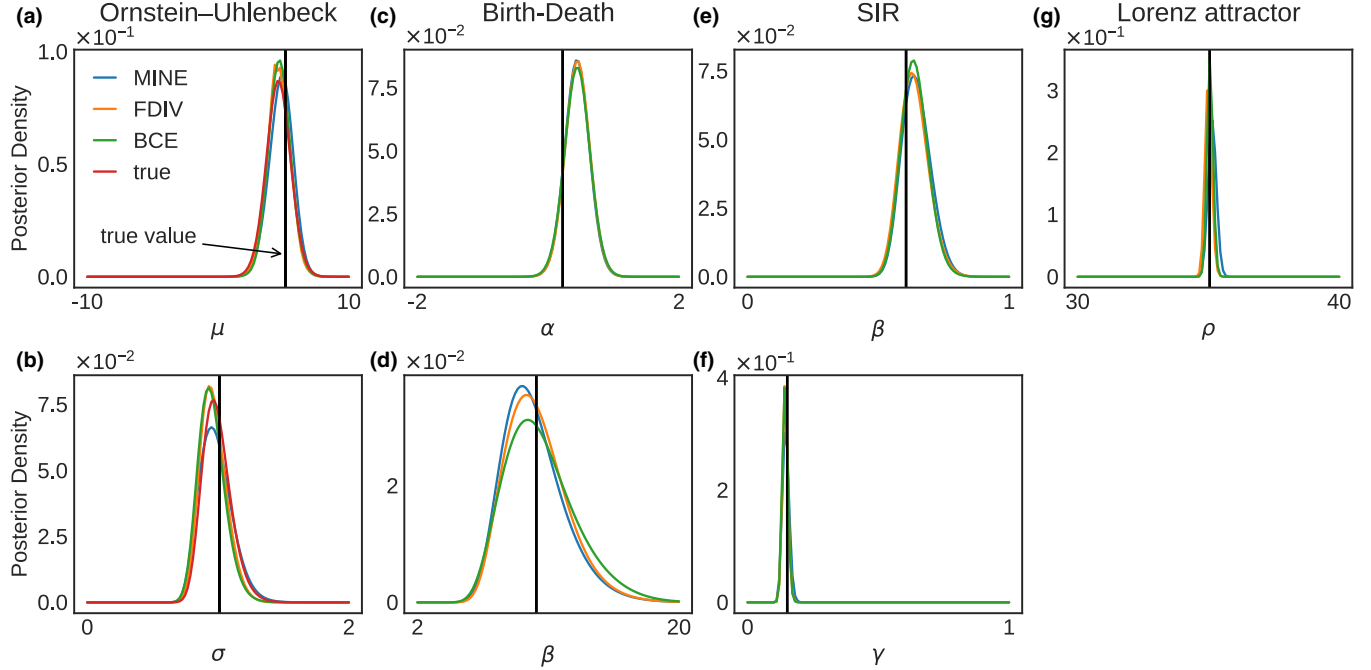 (a) Ornstein–Uhlenbeck
×10⁻¹
1.0
0.5
0.0
Posterior Density
MINE
FDIV
BCE
true
true value
-10 10
μ
(c) Birth-Death
×10⁻²
7.5
5.0
2.5
0.0
-2 2
α
(e) SIR
×10⁻²
7.5
5.0
2.5
0.0
0 1
β
(g) Lorenz attractor
×10⁻¹
3
2
1
0
30 40
ρ
(b)
×10⁻²
7.5
5.0
2.5
0.0
Posterior Density
0 2
σ
(d)
×10⁻²
2
0
2 20
β
(f)
×10⁻¹
4
2
0
0 1
γ